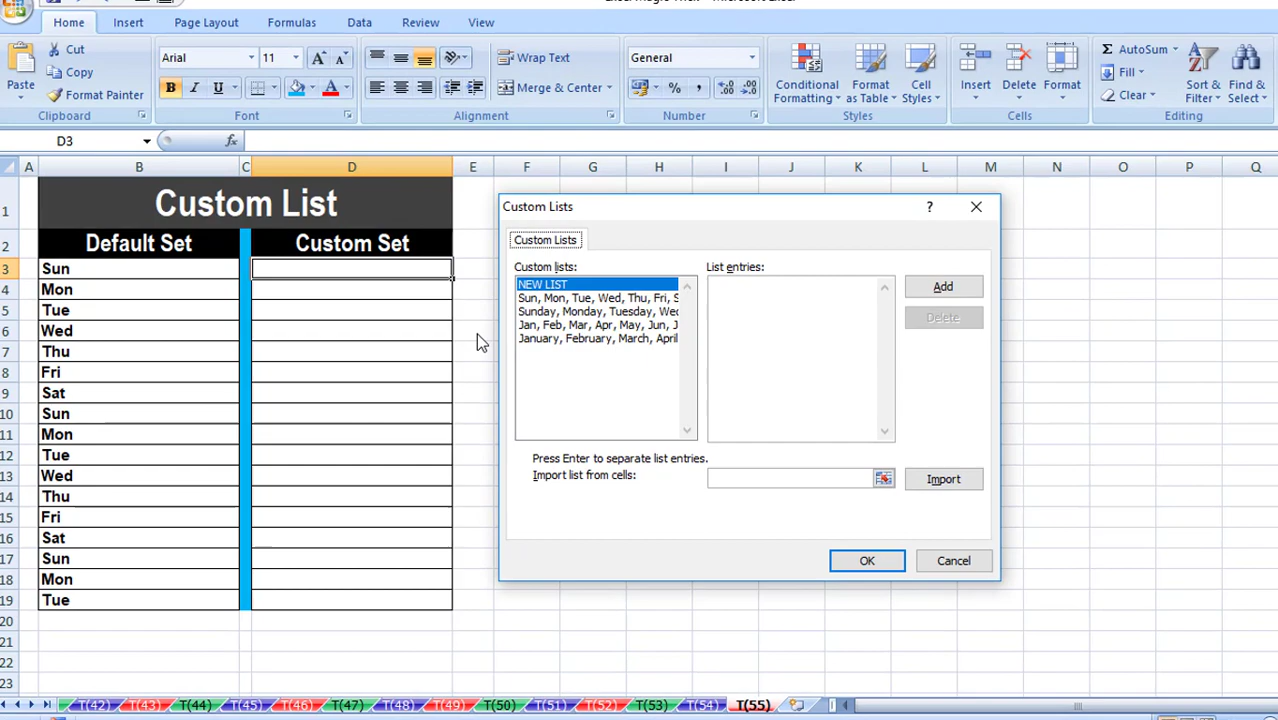 Home Insert Page Layout Formulas Data Review View
Paste
Cut
Copy
Format Painter
Clipboard
Arial 11
B I U
Font
Wrap Text
Merge & Center
Alignment
General
Number
Conditional Formatting
Format as Table
Cell Styles
Styles
Insert Delete Format
Cells
AutoSum
Fill
Clear
Sort & Filter
Find & Select
Editing
D3
fx
A B C D E F G H I J K L M N O P Q
1 Custom List
2 Default Set Custom Set
3 Sun
4 Mon
5 Tue
6 Wed
7 Thu
8 Fri
9 Sat
10 Sun
11 Mon
12 Tue
13 Wed
14 Thu
15 Fri
16 Sat
17 Sun
18 Mon
19 Tue
20
21
22
23
Custom Lists ?
Custom Lists
Custom lists:
NEW LIST
Sun, Mon, Tue, Wed, Thu, Fri, S
Sunday, Monday, Tuesday, Wed
Jan, Feb, Mar, Apr, May, Jun, J
January, February, March, April
List entries:
Add
Delete
Press Enter to separate list entries.
Import list from cells:
Import
OK Cancel
T(42) T(43) T(44) T(45) T(46) T(47) T(48) T(49) T(50) T(51) T(52) T(53) T(54) T(55)